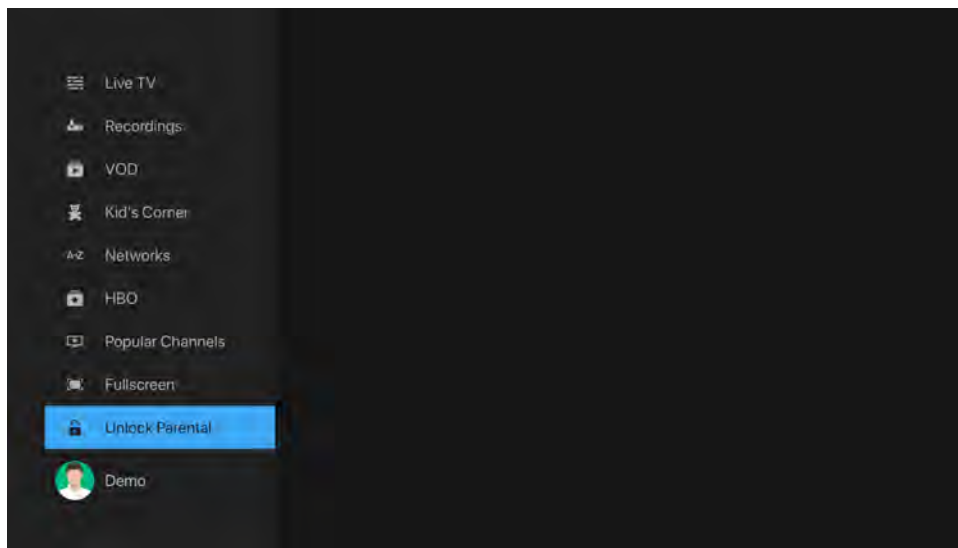 Live TV
Recordings
VOD
Kid's Corner
A-Z Networks
HBO
Popular Channels
Fullscreen
Unlock Parental
Demo